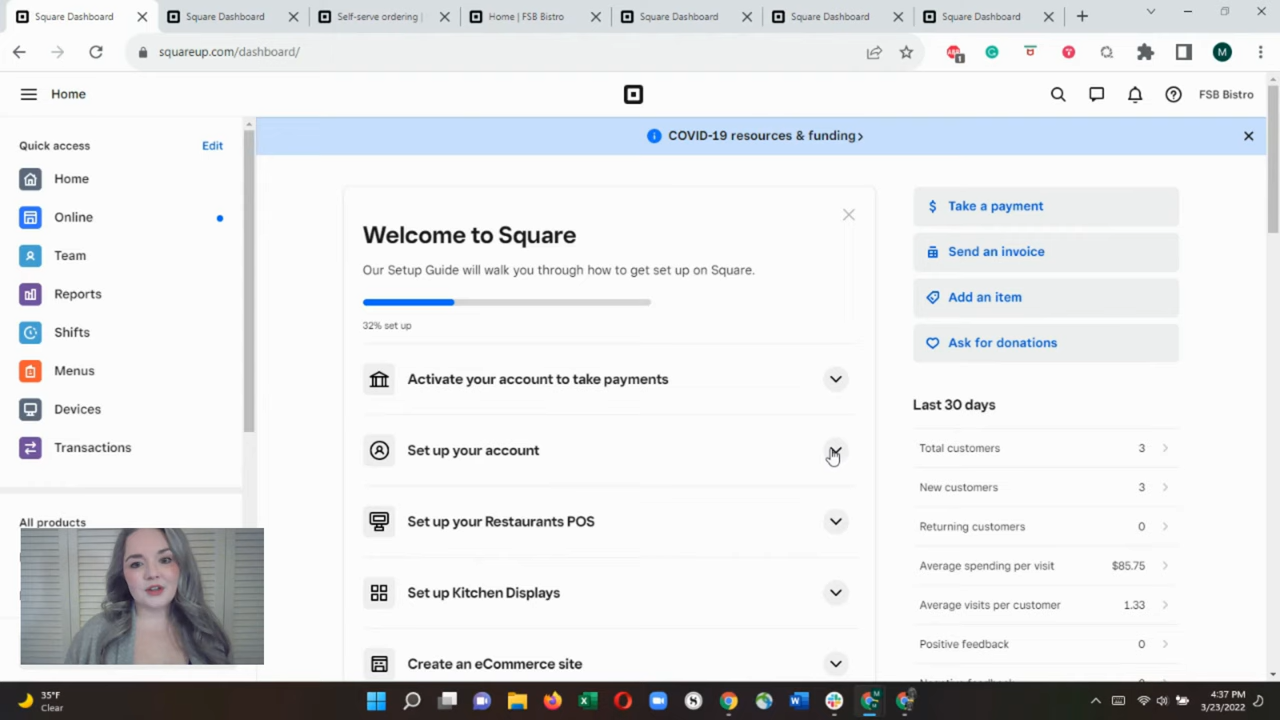 Square Dashboard
Square Dashboard
Self-serve ordering |
Home | FSB Bistro
Square Dashboard
Square Dashboard
Square Dashboard
squareup.com/dashboard/
M
Home
FSB Bistro
COVID-19 resources & funding
Quick access
Edit
Home
Online
Team
Reports
Shifts
Menus
Devices
Transactions
All products
Welcome to Square
Our Setup Guide will walk you through how to get set up on Square.
32% set up
Activate your account to take payments
Set up your account
Set up your Restaurants POS
Set up Kitchen Displays
Create an eCommerce site
Take a payment
Send an invoice
Add an item
Ask for donations
Last 30 days
Total customers 3
New customers 3
Returning customers 0
Average spending per visit $85.75
Average visits per customer 1.33
Positive feedback 0
35°F
Clear
4:37 PM
3/23/2022